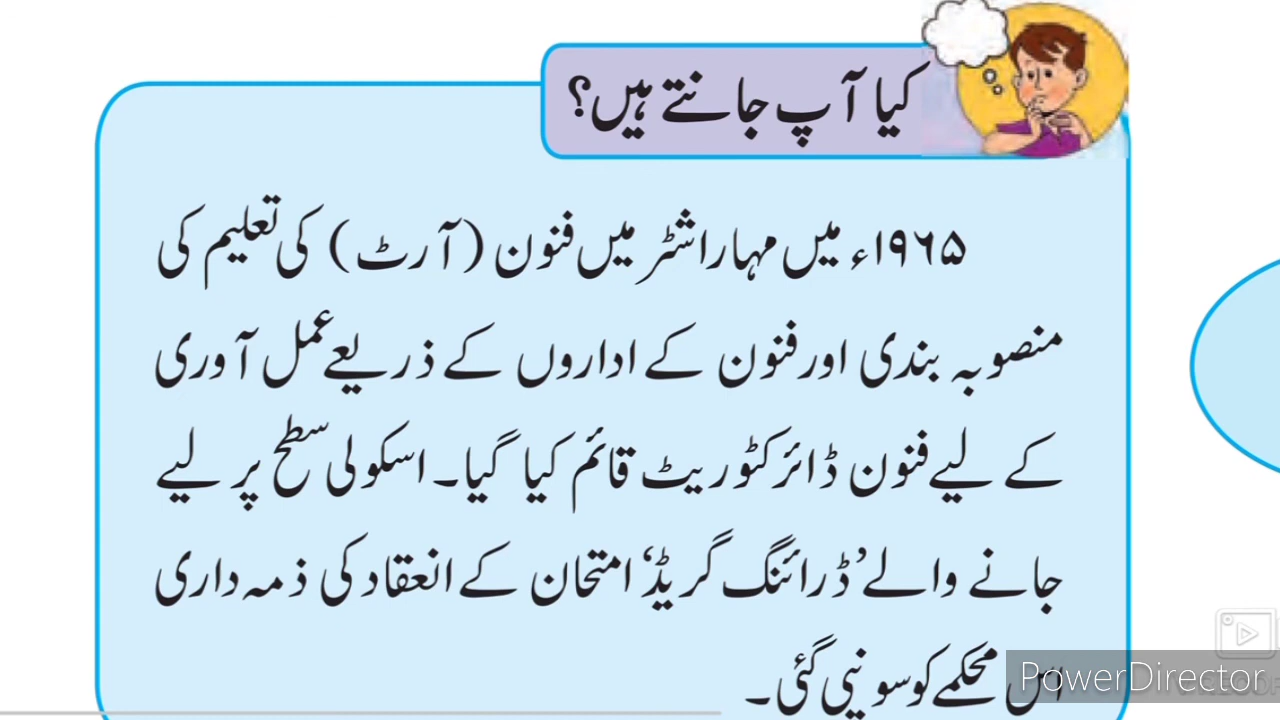 کیا آپ جانتے ہیں؟
۱۹۶۵ء میں مہاراشٹر میں فنون (آرٹ) کی تعلیم کی
منصوبہ بندی اور فنون کے اداروں کے ذریعے عمل آوری
کے لیے فنون ڈائرکٹوریٹ قائم کیا گیا۔ اسکولی سطح پر لیے
جانے والے ’ڈرائنگ گریڈ‘ امتحان کے انعقاد کی ذمہ داری
اس محکمے کو سونپی گئی۔
PowerDirector